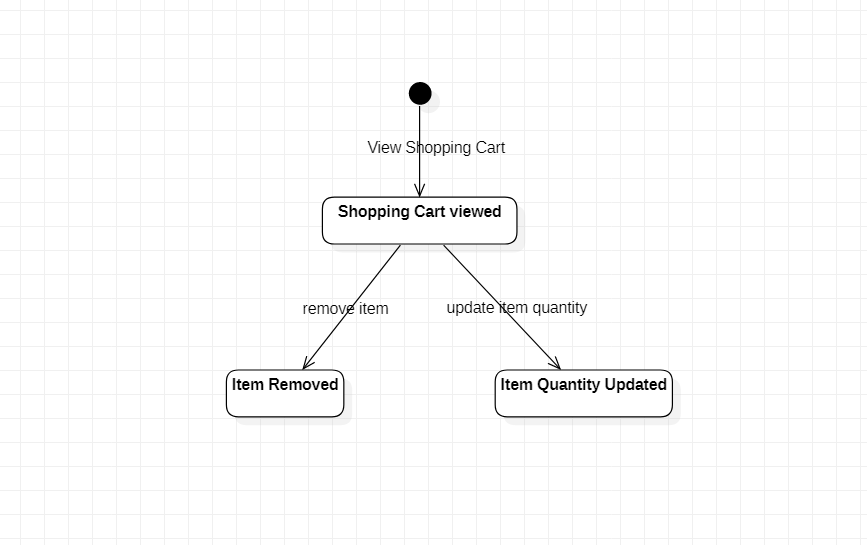 View Shopping Cart
Shopping Cart viewed
remove item
update item quantity
Item Removed
Item Quantity Updated